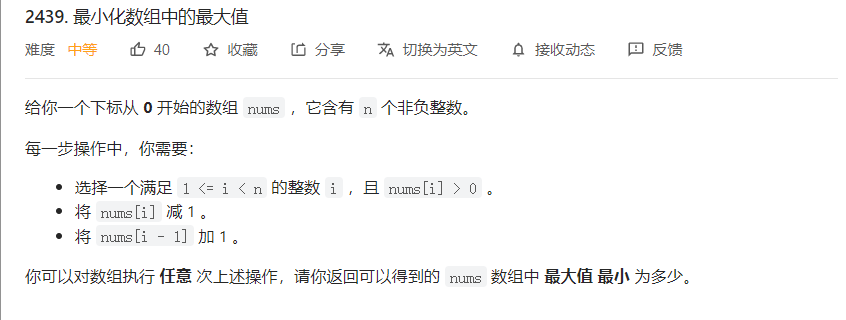 2439. 最小化数组中的最大值
难度 中等 40 收藏 分享 切换为英文 接收动态 反馈
给你一个下标从 0 开始的数组 nums ，它含有 n 个非负整数。
每一步操作中，你需要：
选择一个满足 1 <= i < n 的整数 i ，且 nums[i] > 0 。
将 nums[i] 减 1 。
将 nums[i - 1] 加 1 。
你可以对数组执行 任意 次上述操作，请你返回可以得到的 nums 数组中 最大值 最小 为多少。